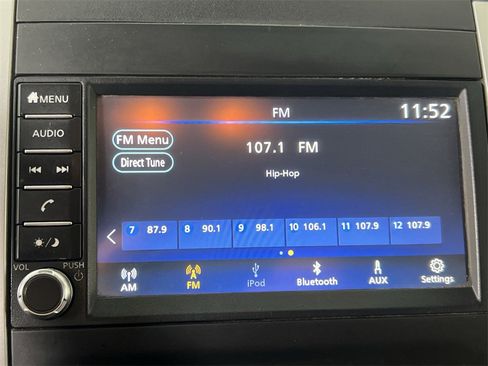 MENU
AUDIO
VOL
PUSH
FM
11:52
FM Menu
Direct Tune
107.1 FM
Hip-Hop
7 87.9 8 90.1 9 98.1 10 106.1 11 107.9 12 107.9
AM FM iPod Bluetooth AUX Settings